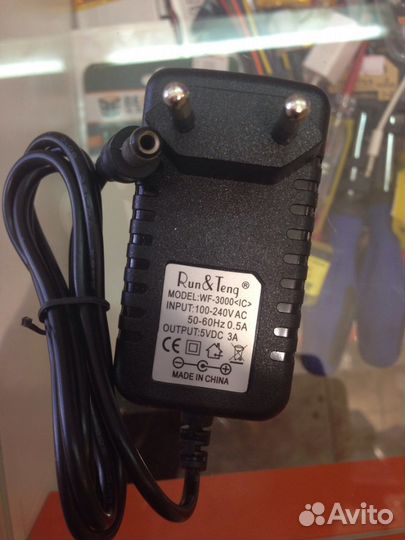 Run&Teng®
MODEL:WF-3000<IC>
INPUT:100-240V AC
50-60Hz 0.5A
OUTPUT:5VDC 3A
CE
MADE IN CHINA
Avito